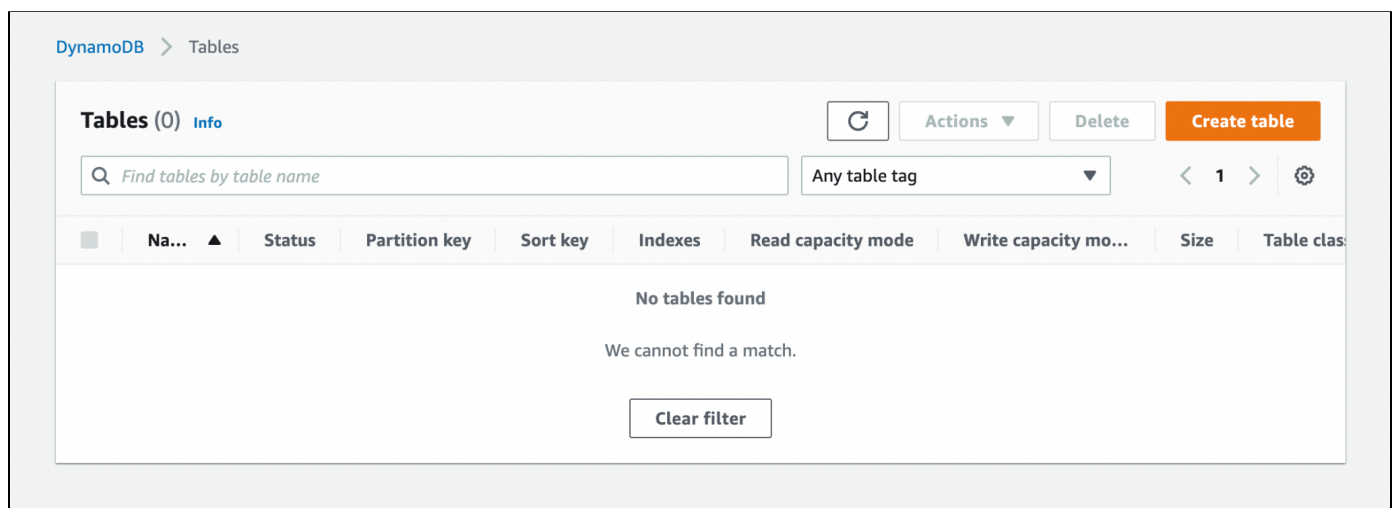 DynamoDB > Tables
Tables (0) Info
Actions ▼ Delete Create table
Find tables by table name
Any table tag
< 1 >
Na... ▲ Status Partition key Sort key Indexes Read capacity mode Write capacity mo... Size Table clas
No tables found
We cannot find a match.
Clear filter